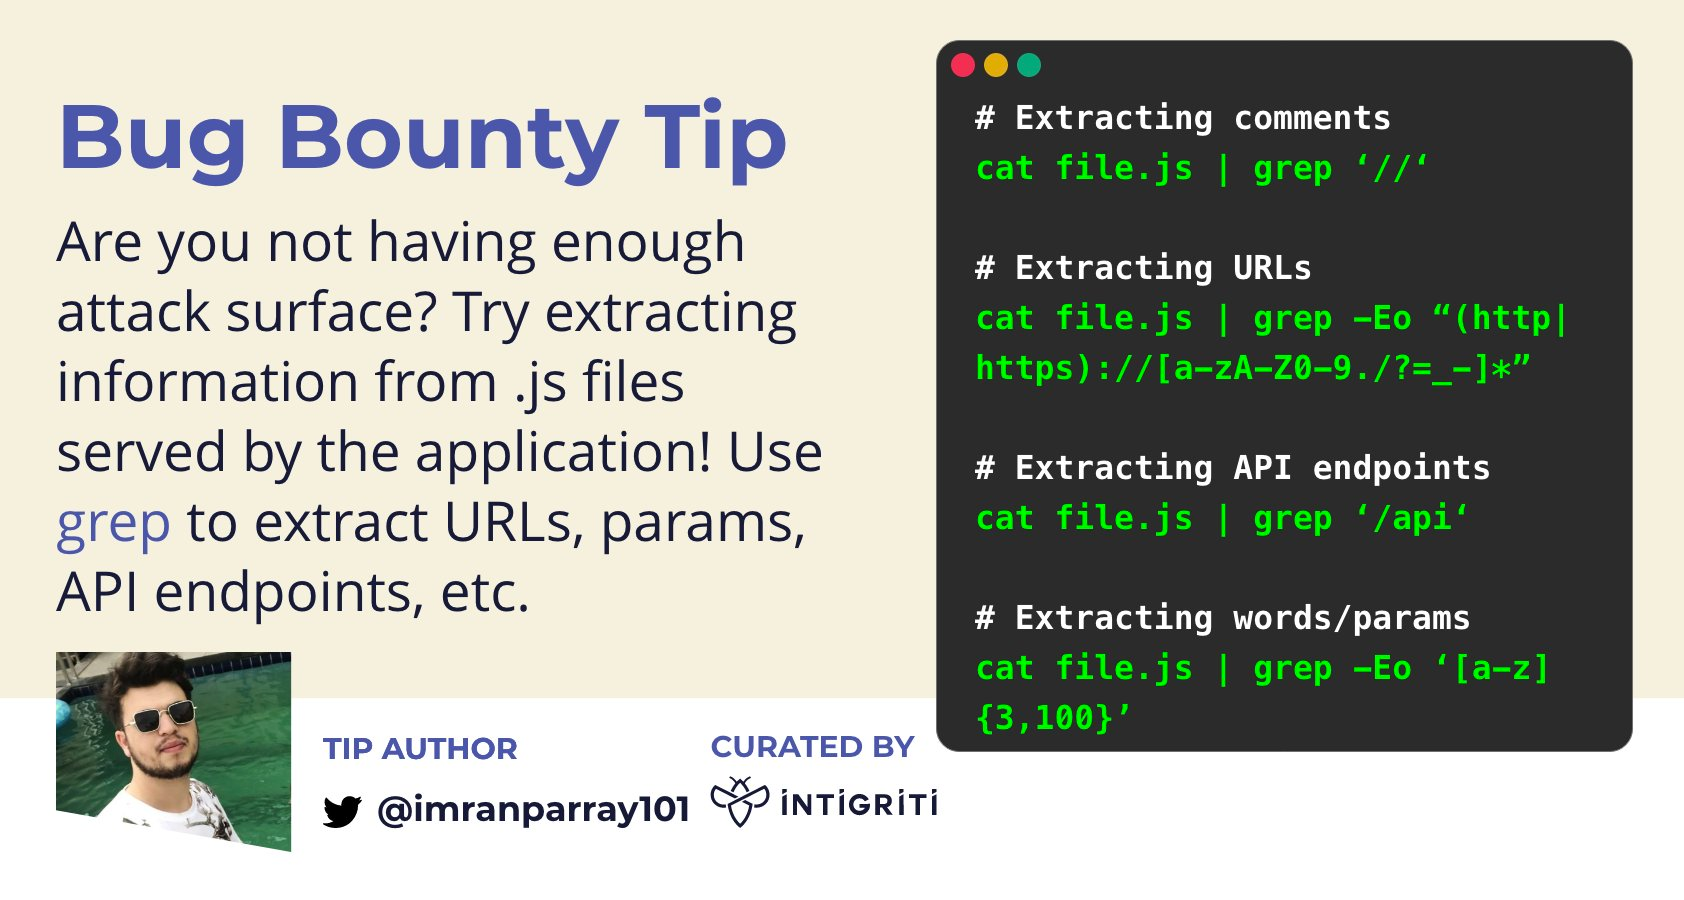 Bug Bounty Tip
Are you not having enough
attack surface? Try extracting
information from .js files
served by the application! Use
grep to extract URLs, params,
API endpoints, etc.
TIP AUTHOR
@imranparray101
CURATED BY
INTIGRITI
# Extracting comments
cat file.js | grep ‘//‘
# Extracting URLs
cat file.js | grep -Eo “(http|
https)://[a-zA-Z0-9./?=_-]*”
# Extracting API endpoints
cat file.js | grep ‘/api‘
# Extracting words/params
cat file.js | grep -Eo ‘[a-z]
{3,100}’